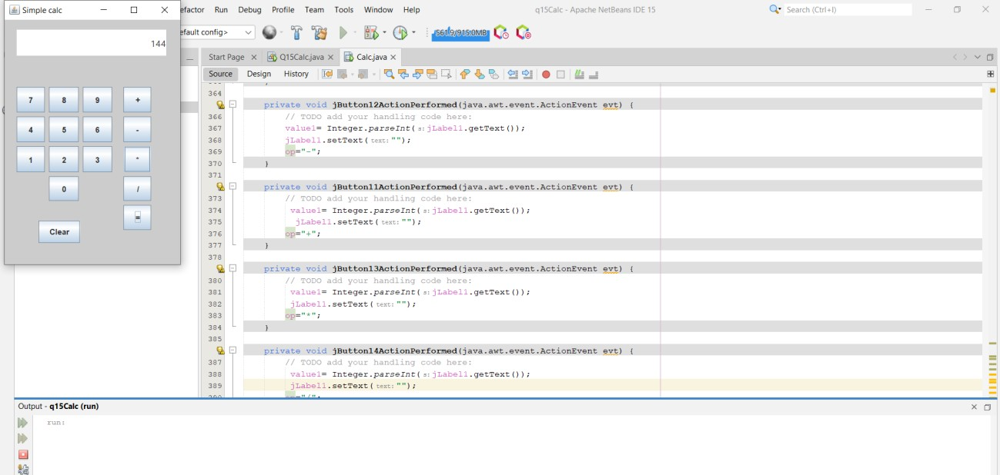 Simple calc
efactor Run Debug Profile Team Tools Window Help
q15Calc - Apache NetBeans IDE 15
Search (Ctrl+I)
144
efault config>
Start Page Q15Calc.java Calc.java
Source Design History
7 8 9 +
4 5 6 -
1 2 3
0 /
=
Clear
364
private void jButton12ActionPerformed(java.awt.event.ActionEvent evt) {
366 // TODO add your handling code here:
367 value1= Integer.parseInt(s:jLabel1.getText());
368 jLabel1.setText(text:"");
369 op="-";
370 }
371
private void jButton11ActionPerformed(java.awt.event.ActionEvent evt) {
373 // TODO add your handling code here:
374 value1= Integer.parseInt(s:jLabel1.getText());
375 jLabel1.setText(text:"");
376 op="+";
377 }
378
private void jButton13ActionPerformed(java.awt.event.ActionEvent evt) {
380 // TODO add your handling code here:
381 value1= Integer.parseInt(s:jLabel1.getText());
382 jLabel1.setText(text:"");
383 op="*";
384 }
385
private void jButton14ActionPerformed(java.awt.event.ActionEvent evt) {
387 // TODO add your handling code here:
388 value1= Integer.parseInt(s:jLabel1.getText());
389 jLabel1.setText(text:"");
Output - q15Calc (run)
run: